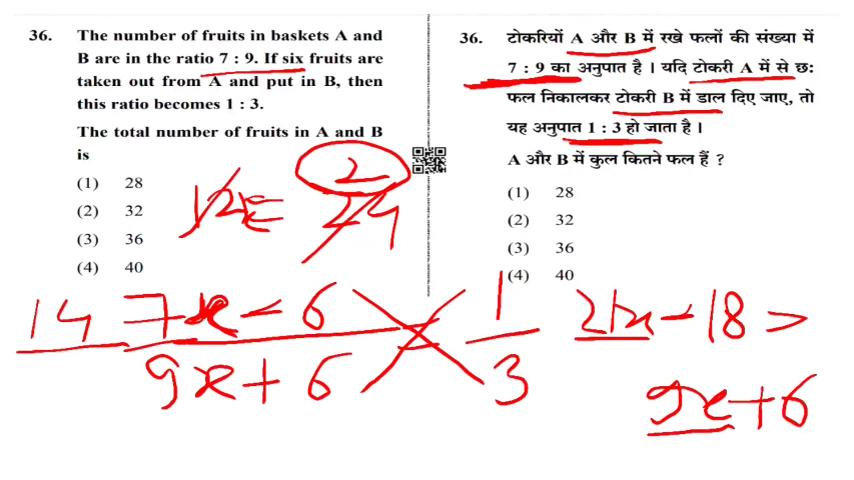 36. The number of fruits in baskets A and
B are in the ratio 7 : 9. If six fruits are
taken out from A and put in B, then
this ratio becomes 1 : 3.
The total number of fruits in A and B
is
(1) 28
(2) 32
(3) 36
(4) 40
36. टोकरियों A और B में रखे फलों की संख्या में
7 : 9 का अनुपात है । यदि टोकरी A में से छ:
फल निकालकर टोकरी B में डाल दिए जाए, तो
यह अनुपात 1 : 3 हो जाता है ।
A और B में कुल कितने फल हैं ?
(1) 28
(2) 32
(3) 36
(4) 40
12x = 24
2
14
7x - 6 = 1
9x + 6 3
21x - 18 =
9x + 6